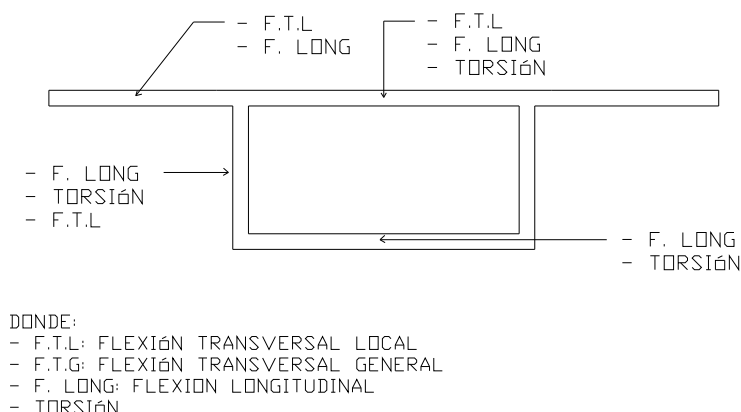 - F.T.L
- F. LONG
- F.T.L
- F. LONG
- TORSIóN
- F. LONG
- TORSIóN
- F.T.L
- F. LONG
- TORSIóN
DONDE:
- F.T.L: FLEXIóN TRANSVERSAL LOCAL
- F.T.G: FLEXIóN TRANSVERSAL GENERAL
- F. LONG: FLEXION LONGITUDINAL
- TORSIóN